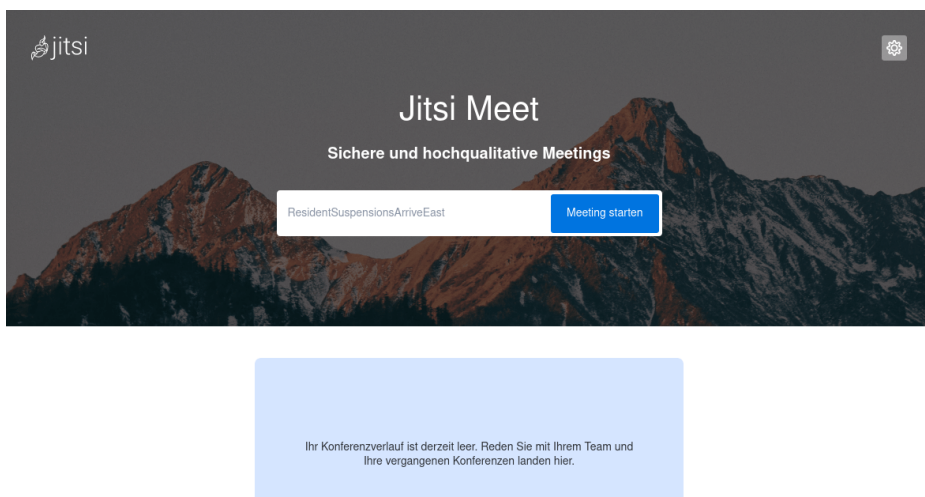 jitsi
Jitsi Meet
Sichere und hochqualitative Meetings
ResidentSuspensionsArriveEast
Meeting starten
Ihr Konferenzverlauf ist derzeit leer. Reden Sie mit Ihrem Team und
Ihre vergangenen Konferenzen landen hier.